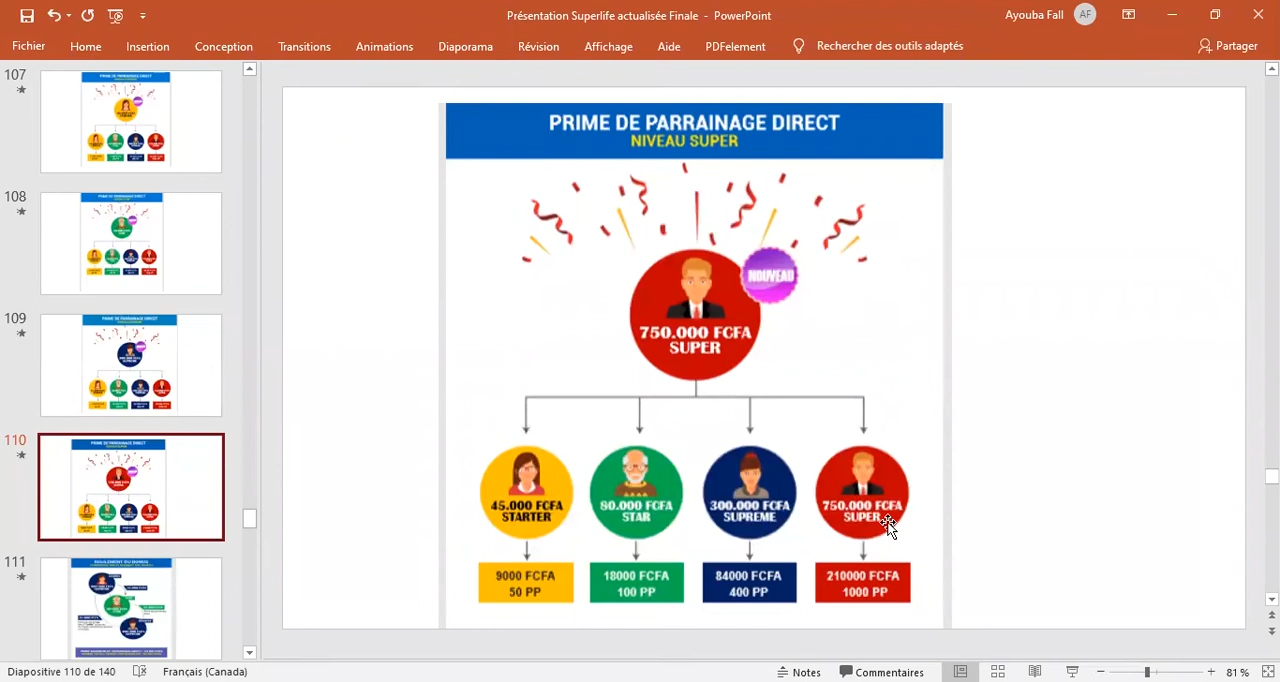 Présentation Superlife actualisée Finale - PowerPoint
Ayouba Fall
AF
Fichier
Home
Insertion
Conception
Transitions
Animations
Diaporama
Révision
Affichage
Aide
PDFelement
Rechercher des outils adaptés
Partager
107
108
109
110
111
PRIME DE PARRAINAGE DIRECT
NIVEAU SUPER
NOUVEAU
750.000 FCFA
SUPER
45.000 FCFA
STARTER
80.000 FCFA
STAR
300.000 FCFA
SUPREME
750.000 FCFA
SUPER
9000 FCFA
50 PP
18000 FCFA
100 PP
84000 FCFA
400 PP
210000 FCFA
1000 PP
Diapositive 110 de 140
Français (Canada)
Notes
Commentaires
81 %